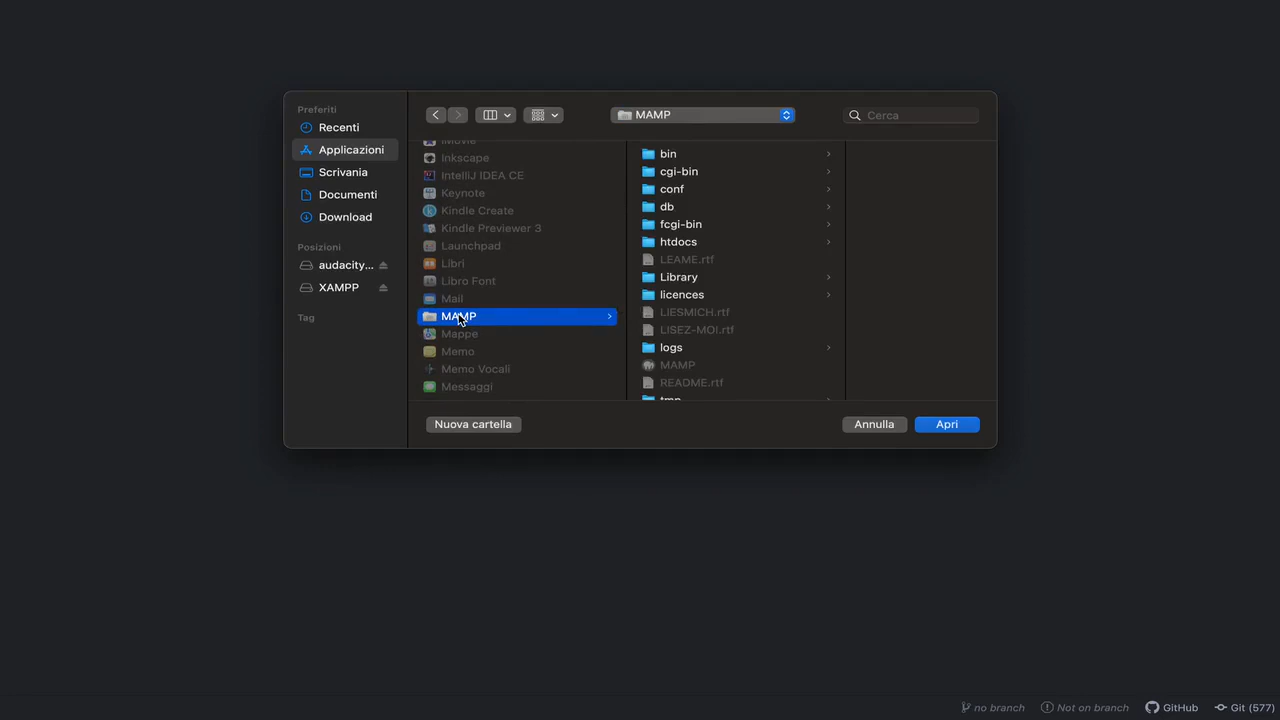 Preferiti
Recenti
Applicazioni
Scrivania
Documenti
Download
Posizioni
audacity...
XAMPP
Tag
MAMP
Cerca
iMovie
Inkscape
IntelliJ IDEA CE
Keynote
Kindle Create
Kindle Previewer 3
Launchpad
Libri
Libro Font
Mail
MAMP
Mappe
Memo
Memo Vocali
Messaggi
bin
cgi-bin
conf
db
fcgi-bin
htdocs
LEAME.rtf
Library
licences
LIESMICH.rtf
LISEZ-MOI.rtf
logs
MAMP
README.rtf
tmp
Nuova cartella
Annulla
Apri
no branch
Not on branch
GitHub
Git (577)